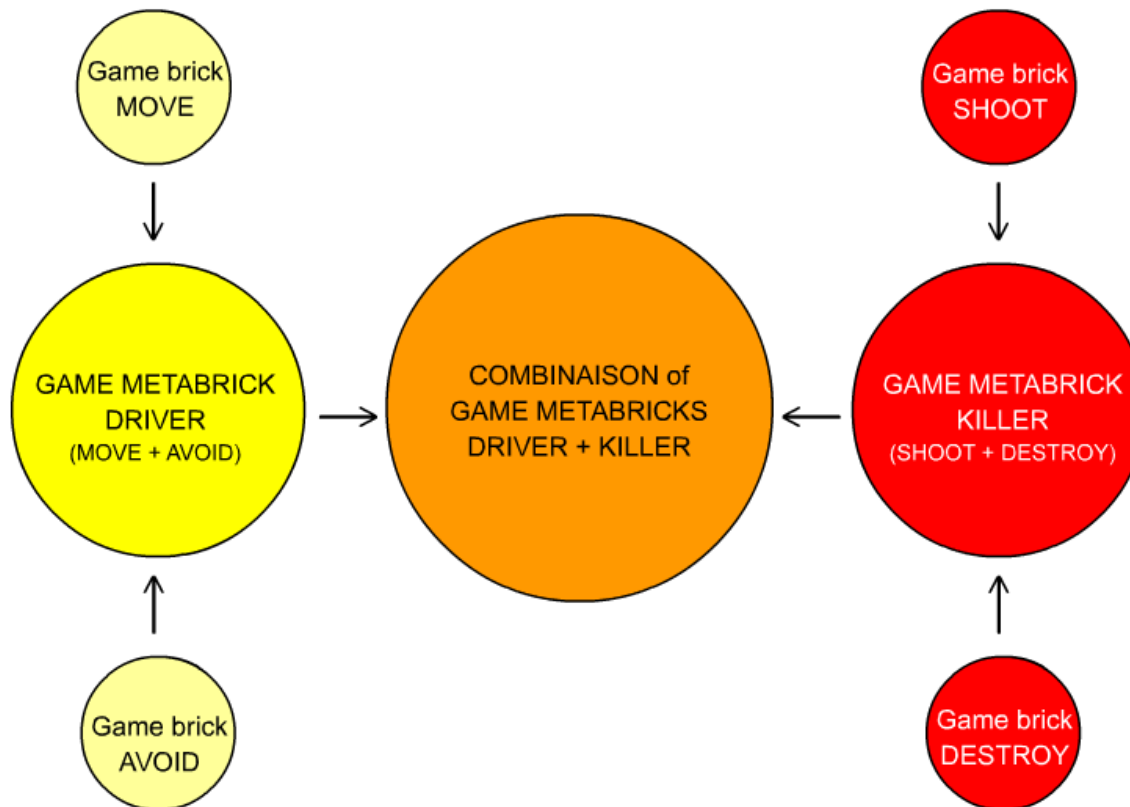 Game brick
MOVE
Game brick
SHOOT
GAME METABRICK
DRIVER
(MOVE + AVOID)
COMBINAISON of
GAME METABRICKS
DRIVER + KILLER
GAME METABRICK
KILLER
(SHOOT + DESTROY)
Game brick
AVOID
Game brick
DESTROY